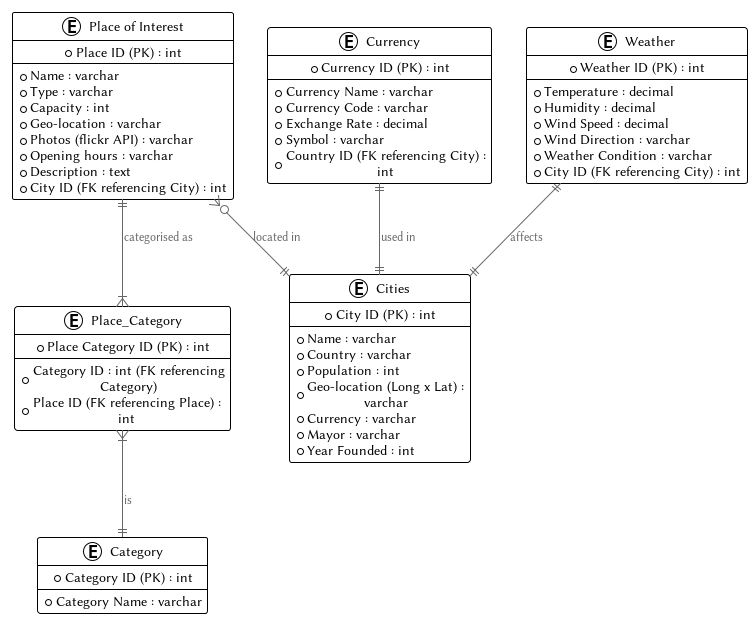 E Place of Interest
Place ID (PK) : int
Name : varchar
Type : varchar
Capacity : int
Geo-location : varchar
Photos (flickr API) : varchar
Opening hours : varchar
Description : text
City ID (FK referencing City) : int
E Currency
Currency ID (PK) : int
Currency Name : varchar
Currency Code : varchar
Exchange Rate : decimal
Symbol : varchar
Country ID (FK referencing City) :
int
E Weather
Weather ID (PK) : int
Temperature : decimal
Humidity : decimal
Wind Speed : decimal
Wind Direction : varchar
Weather Condition : varchar
City ID (FK referencing City) : int
categorised as
located in
used in
affects
E Place_Category
Place Category ID (PK) : int
Category ID : int (FK referencing
Category)
Place ID (FK referencing Place) :
int
E Cities
City ID (PK) : int
Name : varchar
Country : varchar
Population : int
Geo-location (Long x Lat) :
varchar
Currency : varchar
Mayor : varchar
Year Founded : int
is
E Category
Category ID (PK) : int
Category Name : varchar